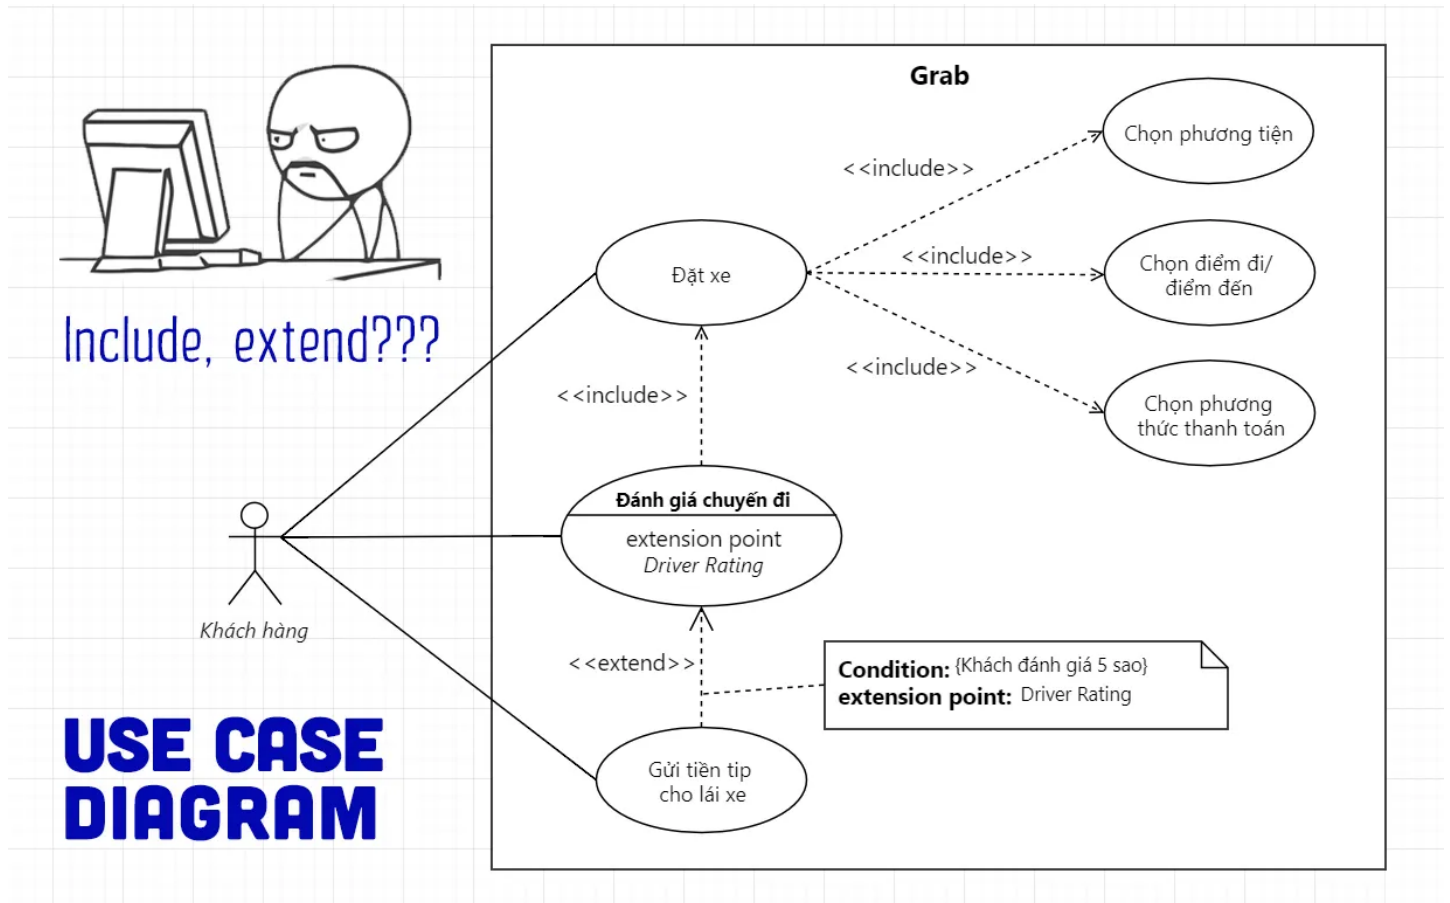 Grab
Chọn phương tiện
<<include>>
<<include>>
Chọn điểm đi/
điểm đến
Đặt xe
Include, extend???
<<include>>
<<include>>
Chọn phương
thức thanh toán
Đánh giá chuyến đi
extension point
Driver Rating
Khách hàng
<<extend>>
Condition: {Khách đánh giá 5 sao}
extension point: Driver Rating
USE CASE
DIAGRAM
Gửi tiền tip
cho lái xe